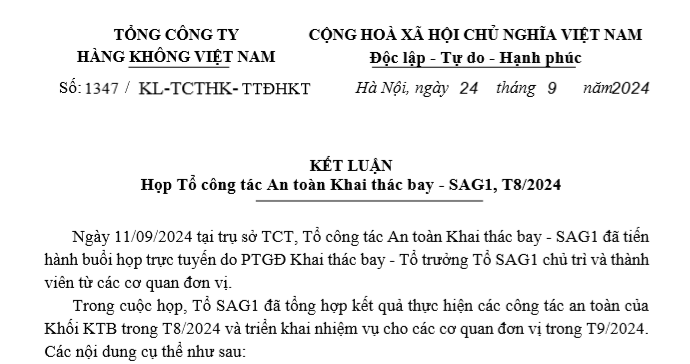 TỔNG CÔNG TY
HÀNG KHÔNG VIỆT NAM
CỘNG HOÀ XÃ HỘI CHỦ NGHĨA VIỆT NAM
Độc lập - Tự do - Hạnh phúc
Số: 1347 / KL-TCTHK- TTĐHKT
Hà Nội, ngày 24 tháng 9 năm2024
KẾT LUẬN
Họp Tổ công tác An toàn Khai thác bay - SAG1, T8/2024
Ngày 11/09/2024 tại trụ sở TCT, Tổ công tác An toàn Khai thác bay - SAG1 đã tiến
hành buổi họp trực tuyến do PTGĐ Khai thác bay - Tổ trưởng Tổ SAG1 chủ trì và thành
viên từ các cơ quan đơn vị.
Trong cuộc họp, Tổ SAG1 đã tổng hợp kết quả thực hiện các công tác an toàn của
Khối KTB trong T8/2024 và triển khai nhiệm vụ cho các cơ quan đơn vị trong T9/2024.
Các nội dung cụ thể như sau: